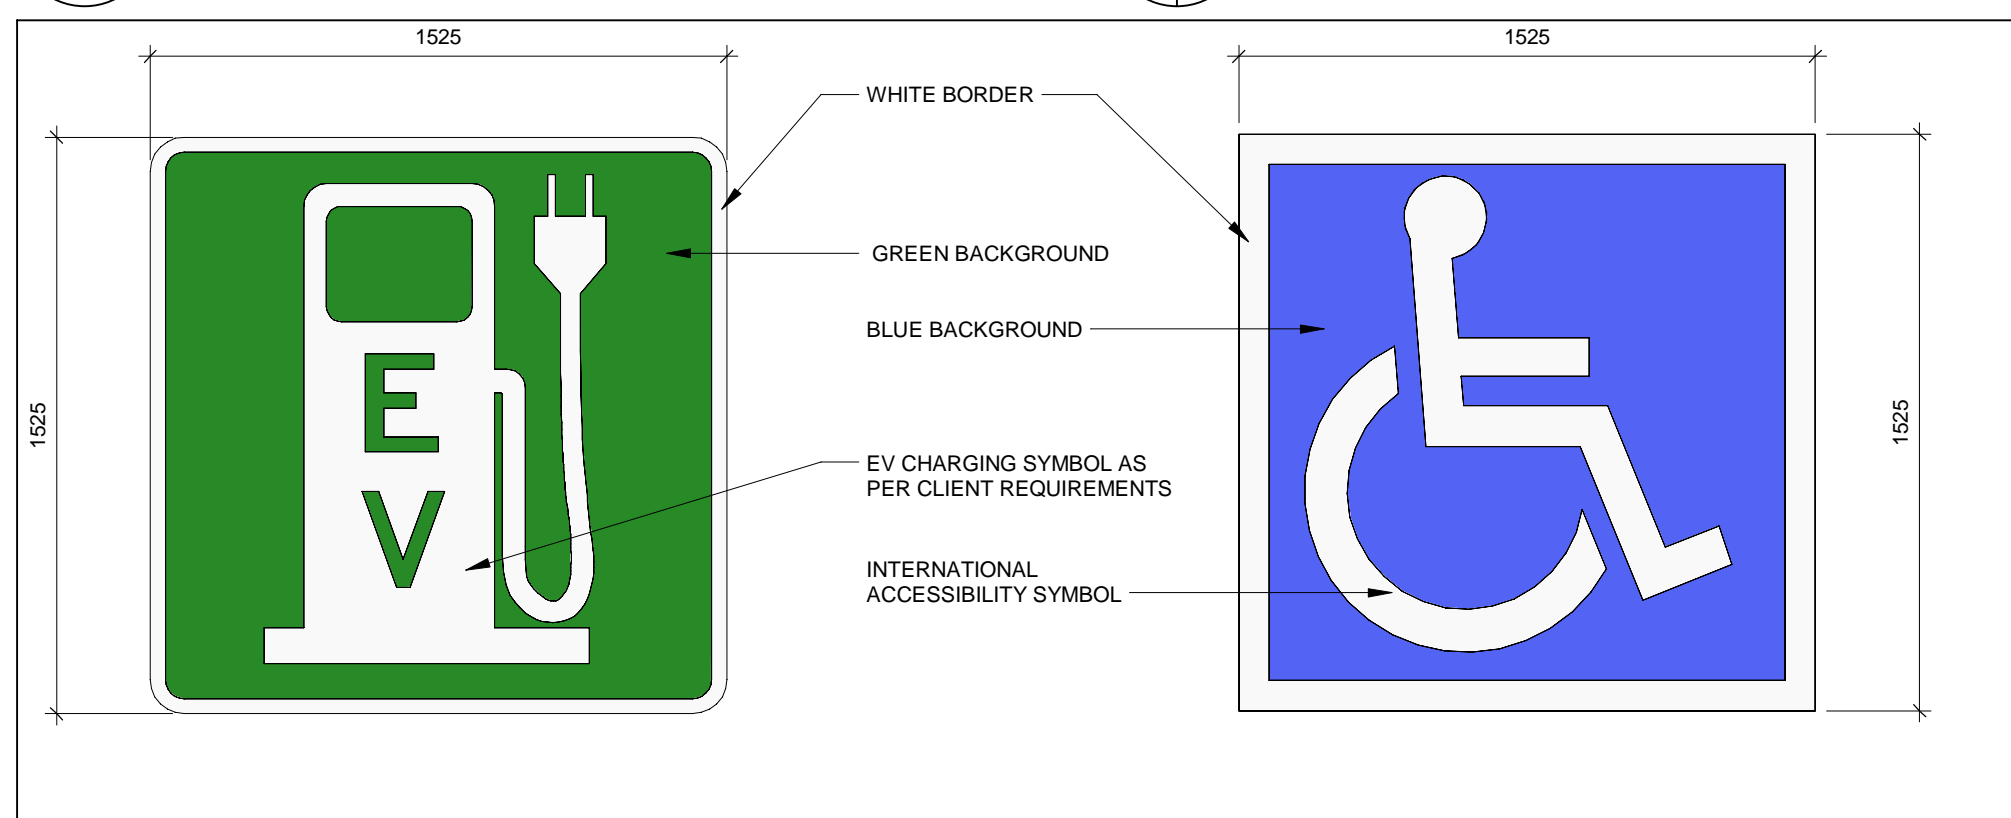 1525
1525
WHITE BORDER
GREEN BACKGROUND
BLUE BACKGROUND
1525
1525
E
V
EV CHARGING SYMBOL AS
PER CLIENT REQUIREMENTS
INTERNATIONAL
ACCESSIBILITY SYMBOL